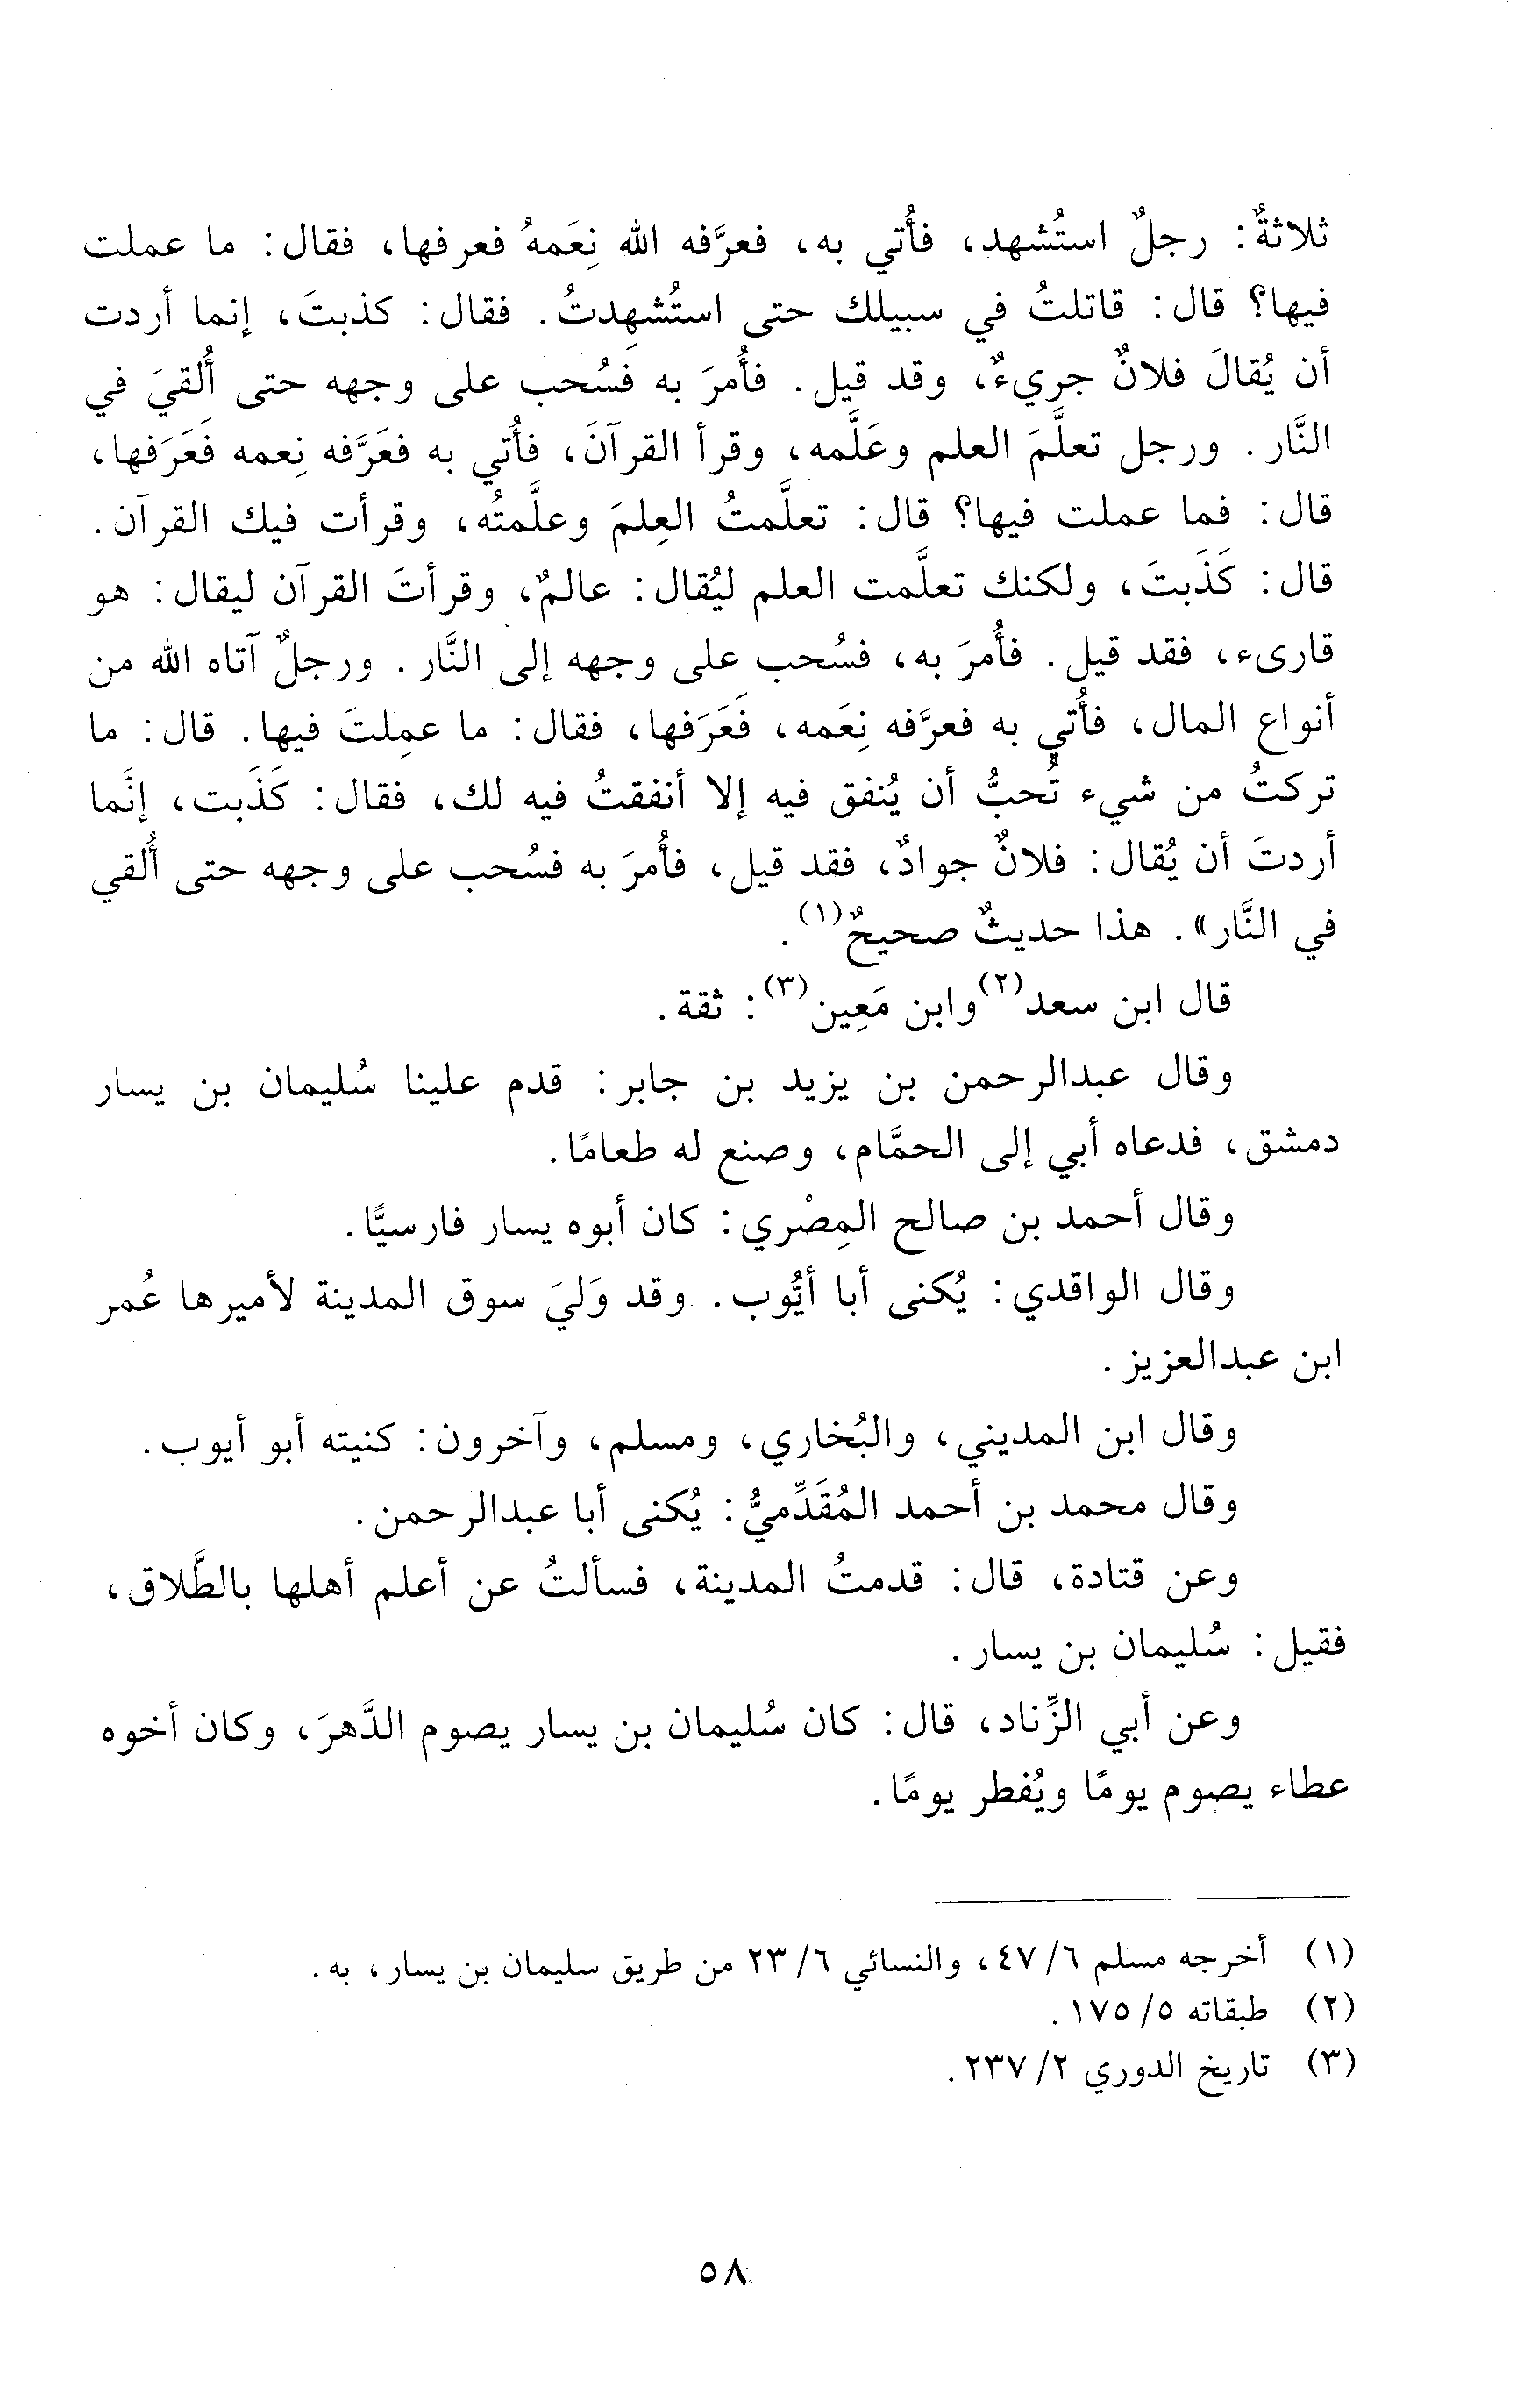 ثلاثةٌ: رجلٌ استُشهد، فأُتي به، فعرَّفه الله نِعَمهُ فعرفها، فقال: ما عملت
فيها؟ قال: قاتلتُ في سبيلك حتى استُشهِدتُ. فقال: كذبتَ، إنما أردت
أن يُقالَ فلانٌ جريءٌ، وقد قيل. فأُمرَ به فسُحب على وجهه حتى أُلقيَ في
النَّار. ورجل تعلَّمَ العلم وعَلَّمه، وقرأ القرآنَ، فأُتي به فعَرَّفه نِعمه فَعَرَفها،
قال: فما عملت فيها؟ قال: تعلَّمتُ العِلمَ وعلَّمتُه، وقرأت فيك القرآن.
قال: كَذَبتَ، ولكنك تعلَّمت العلم ليُقال: عالمٌ، وقرأتَ القرآن ليقال: هو
قارىء، فقد قيل. فأُمرَ به، فسُحب على وجهه إلى النَّار. ورجلٌ آتاه الله من
أنواع المال، فأُتي به فعرَّفه نِعَمه، فَعَرَفها، فقال: ما عمِلتَ فيها. قال: ما
تركتُ من شيء تُحبُّ أن يُنفق فيه إلا أنفقتُ فيه لك، فقال: كَذَبت، إنَّما
أردتَ أن يُقال: فلانٌ جوادٌ، فقد قيل، فأُمرَ به فسُحب على وجهه حتى أُلقي
في النَّار». هذا حديثٌ صحيحٌ(١).
قال ابن سعد(٢) وابن مَعِين(٣): ثقة.
وقال عبدالرحمن بن يزيد بن جابر: قدم علينا سُليمان بن يسار
دمشق، فدعاه أبي إلى الحمَّام، وصنع له طعامًا.
وقال أحمد بن صالح المِصْري: كان أبوه يسار فارسيًّا.
وقال الواقدي: يُكنى أبا أيُّوب. وقد وَليَ سوق المدينة لأميرها عُمر
ابن عبدالعزيز.
وقال ابن المديني، والبُخاري، ومسلم، وآخرون: كنيته أبو أيوب.
وقال محمد بن أحمد المُقَدِّميُّ: يُكنى أبا عبدالرحمن.
وعن قتادة، قال: قدمتُ المدينة، فسألتُ عن أعلم أهلها بالطَّلاق،
فقيل: سُليمان بن يسار.
وعن أبي الزِّناد، قال: كان سُليمان بن يسار يصوم الدَّهرَ، وكان أخوه
عطاء يصوم يومًا ويُفطر يومًا.
(١) أخرجه مسلم ٦/ ٤٧، والنسائي ٦/ ٢٣ من طريق سليمان بن يسار، به.
(٢) طبقاته ٥/ ١٧٥.
(٣) تاريخ الدوري ٢/ ٢٣٧.
٥٨